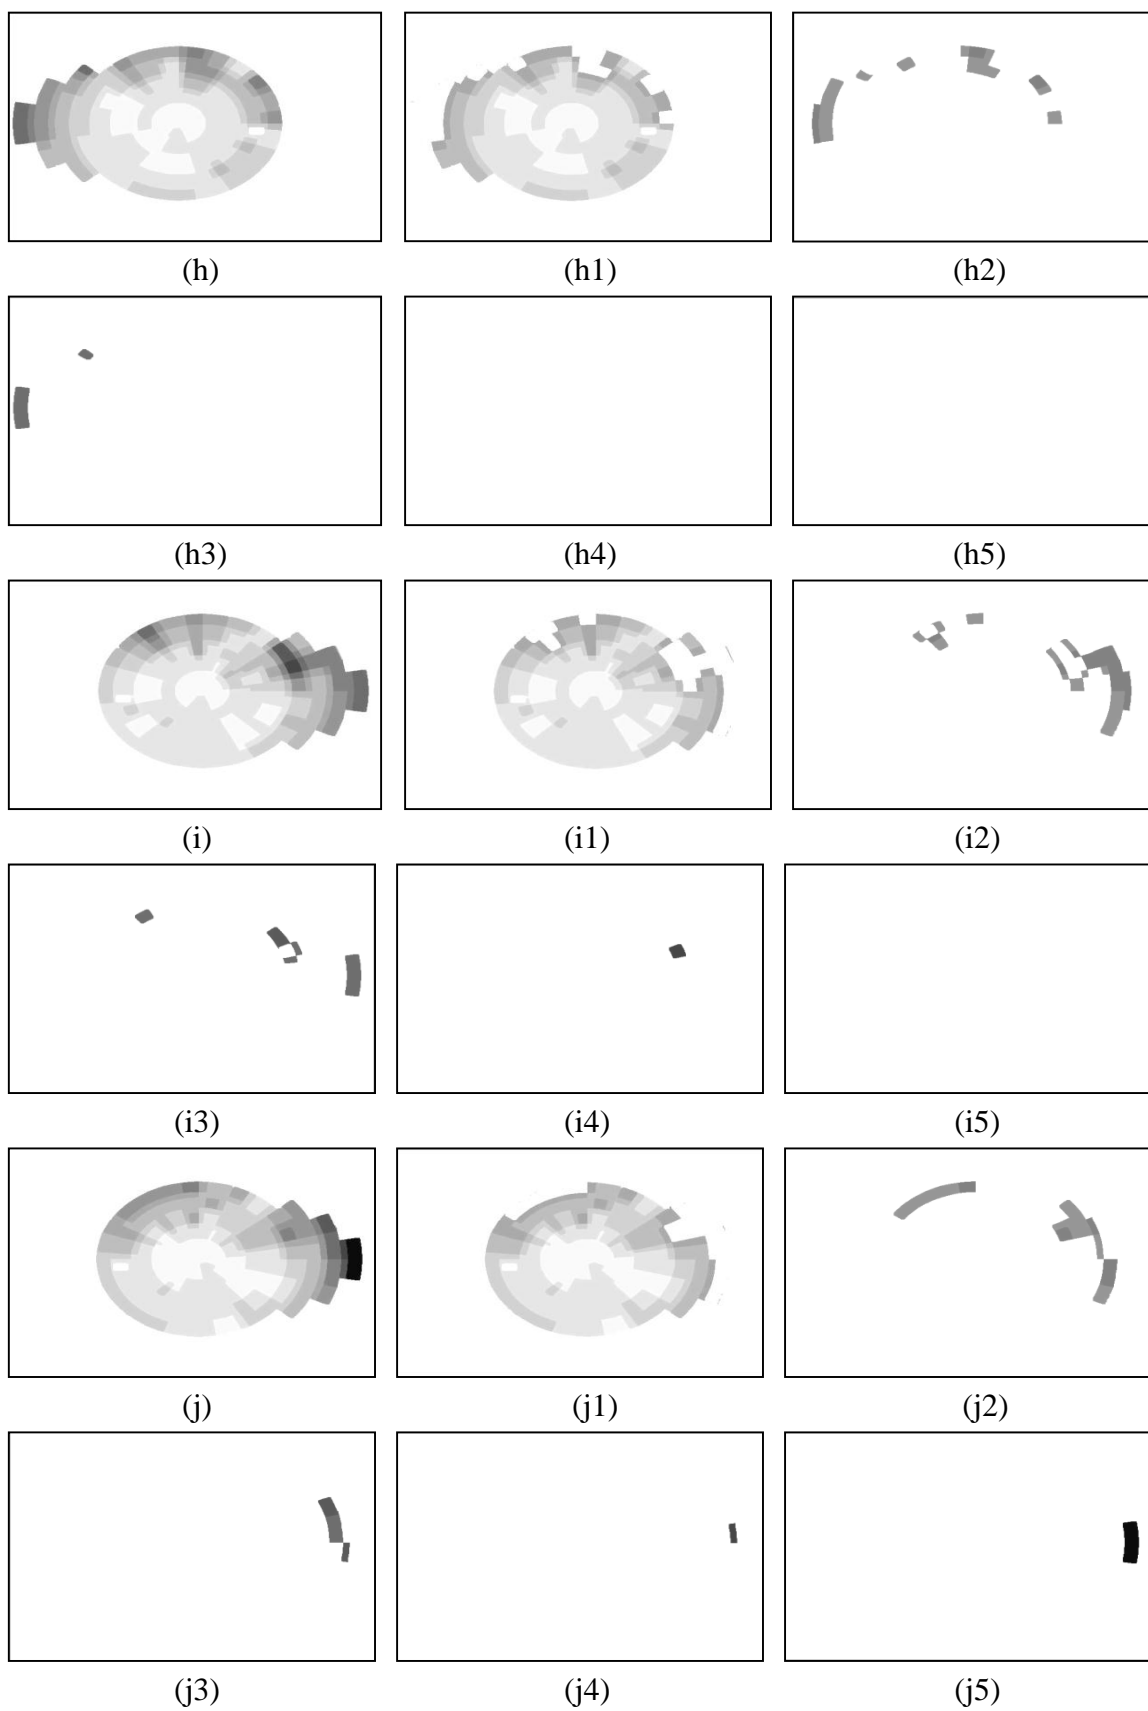 (h) (h1) (h2)
(h3) (h4) (h5)
(i) (i1) (i2)
(i3) (i4) (i5)
(j) (j1) (j2)
(j3) (j4) (j5)